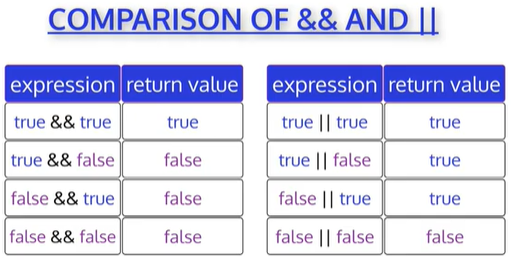 COMPARISON OF && AND ||
expression return value
true && true true
true && false false
false && true false
false && false false
expression return value
true || true true
true || false true
false || true true
false || false false